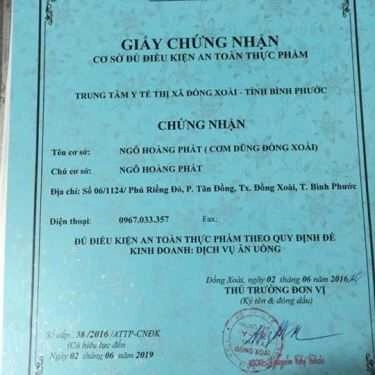 GIẤY CHỨNG NHẬN
CƠ SỞ ĐỦ ĐIỀU KIỆN AN TOÀN THỰC PHẨM
TRUNG TÂM Y TẾ THỊ XÃ ĐỒNG XOÀI - TỈNH BÌNH PHƯỚC
CHỨNG NHẬN
Tên cơ sở: NGÔ HOÀNG PHÁT ( CƠM DŨNG ĐỒNG XOÀI)
Chủ cơ sở: NGÔ HOÀNG PHÁT
Địa chỉ: Số 06/1124/ Phú Riềng Đỏ, P. Tân Đồng, Tx. Đồng Xoài, T. Bình Phước
Điện thoại: 0967.033.357 Fax:
ĐỦ ĐIỀU KIỆN AN TOÀN THỰC PHẨM THEO QUY ĐỊNH ĐỂ
KINH DOANH: DỊCH VỤ ĂN UỐNG
Đồng Xoài, ngày 02 tháng 06 năm 2016
THỦ TRƯỞNG ĐƠN VỊ
(Ký tên & đóng dấu)
Số cấp: 38 /2016 /ATTP-CNĐK
(Có hiệu lực đến
Ngày 02 tháng 06 năm 2019
ĐỒNG XOÀI